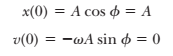 x(0) = A cos ϕ = A
v(0) = −ωA sin ϕ = 0